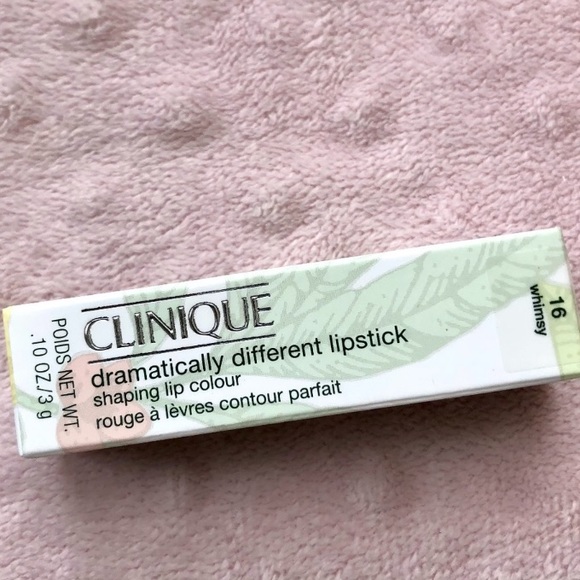 CLINIQUE
dramatically different lipstick
shaping lip colour
rouge à lèvres contour parfait
POIDS NET WT.
.10 OZ./3 g
16
whimsy